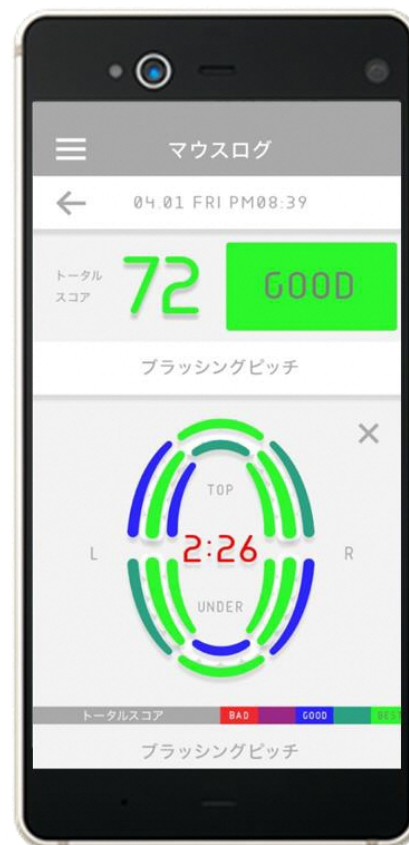 マウスログ
04.01 FRI PM08:39
トータル
スコア
72
GOOD
ブラッシングピッチ
TOP
L
2:26
R
UNDER
トータルスコア BAD GOOD BEST
ブラッシングピッチ